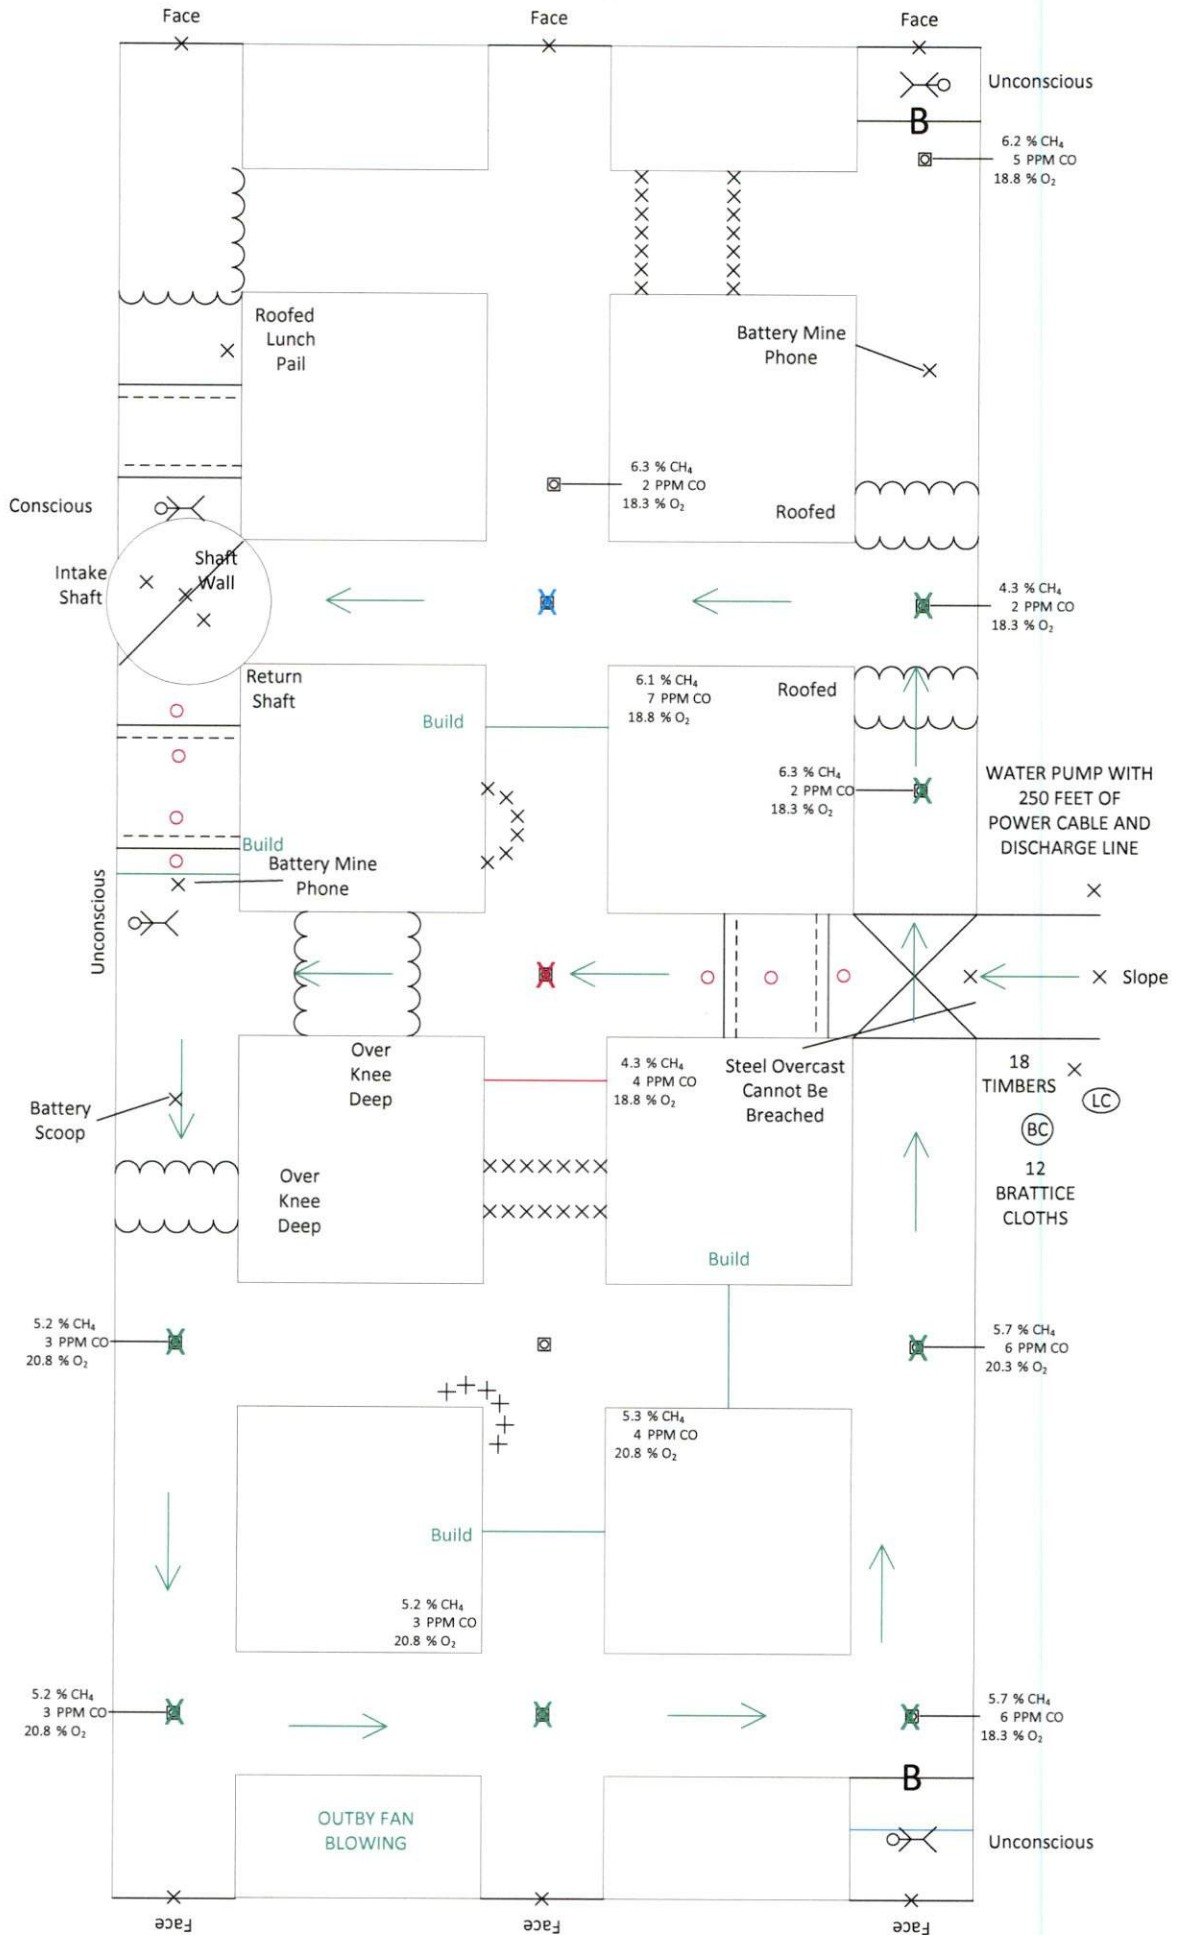 Face
Face
Face
Unconscious
B
6.2 % CH₄
5 PPM CO
18.8 % O₂
Roofed
Lunch
Pail
Battery Mine
Phone
6.3 % CH₄
2 PPM CO
18.3 % O₂
Conscious
Roofed
Shaft
Wall
Intake
Shaft
4.3 % CH₄
2 PPM CO
18.3 % O₂
Return
Shaft
6.1 % CH₄
7 PPM CO
18.8 % O₂
Roofed
Build
6.3 % CH₄
2 PPM CO
18.3 % O₂
WATER PUMP WITH
250 FEET OF
POWER CABLE AND
DISCHARGE LINE
Build
Battery Mine
Phone
Unconscious
Slope
Over
Knee
Deep
4.3 % CH₄
4 PPM CO
18.8 % O₂
Steel Overcast
Cannot Be
Breached
18
TIMBERS
LC
Battery
Scoop
BC
12
BRATTICE
CLOTHS
Over
Knee
Deep
Build
5.2 % CH₄
3 PPM CO
20.8 % O₂
5.7 % CH₄
6 PPM CO
20.3 % O₂
5.3 % CH₄
4 PPM CO
20.8 % O₂
Build
5.2 % CH₄
3 PPM CO
20.8 % O₂
5.2 % CH₄
3 PPM CO
20.8 % O₂
5.7 % CH₄
6 PPM CO
18.3 % O₂
B
OUTBY FAN
BLOWING
Unconscious
Face
Face
Face